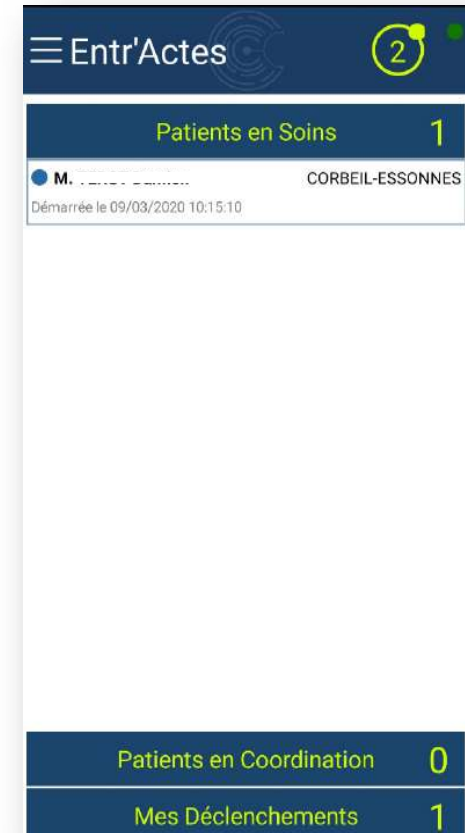 Entr'Actes
2
Patients en Soins 1
M. CORBEIL-ESSONNES
Démarrée le 09/03/2020 10:15:10
Patients en Coordination 0
Mes Déclenchements 1